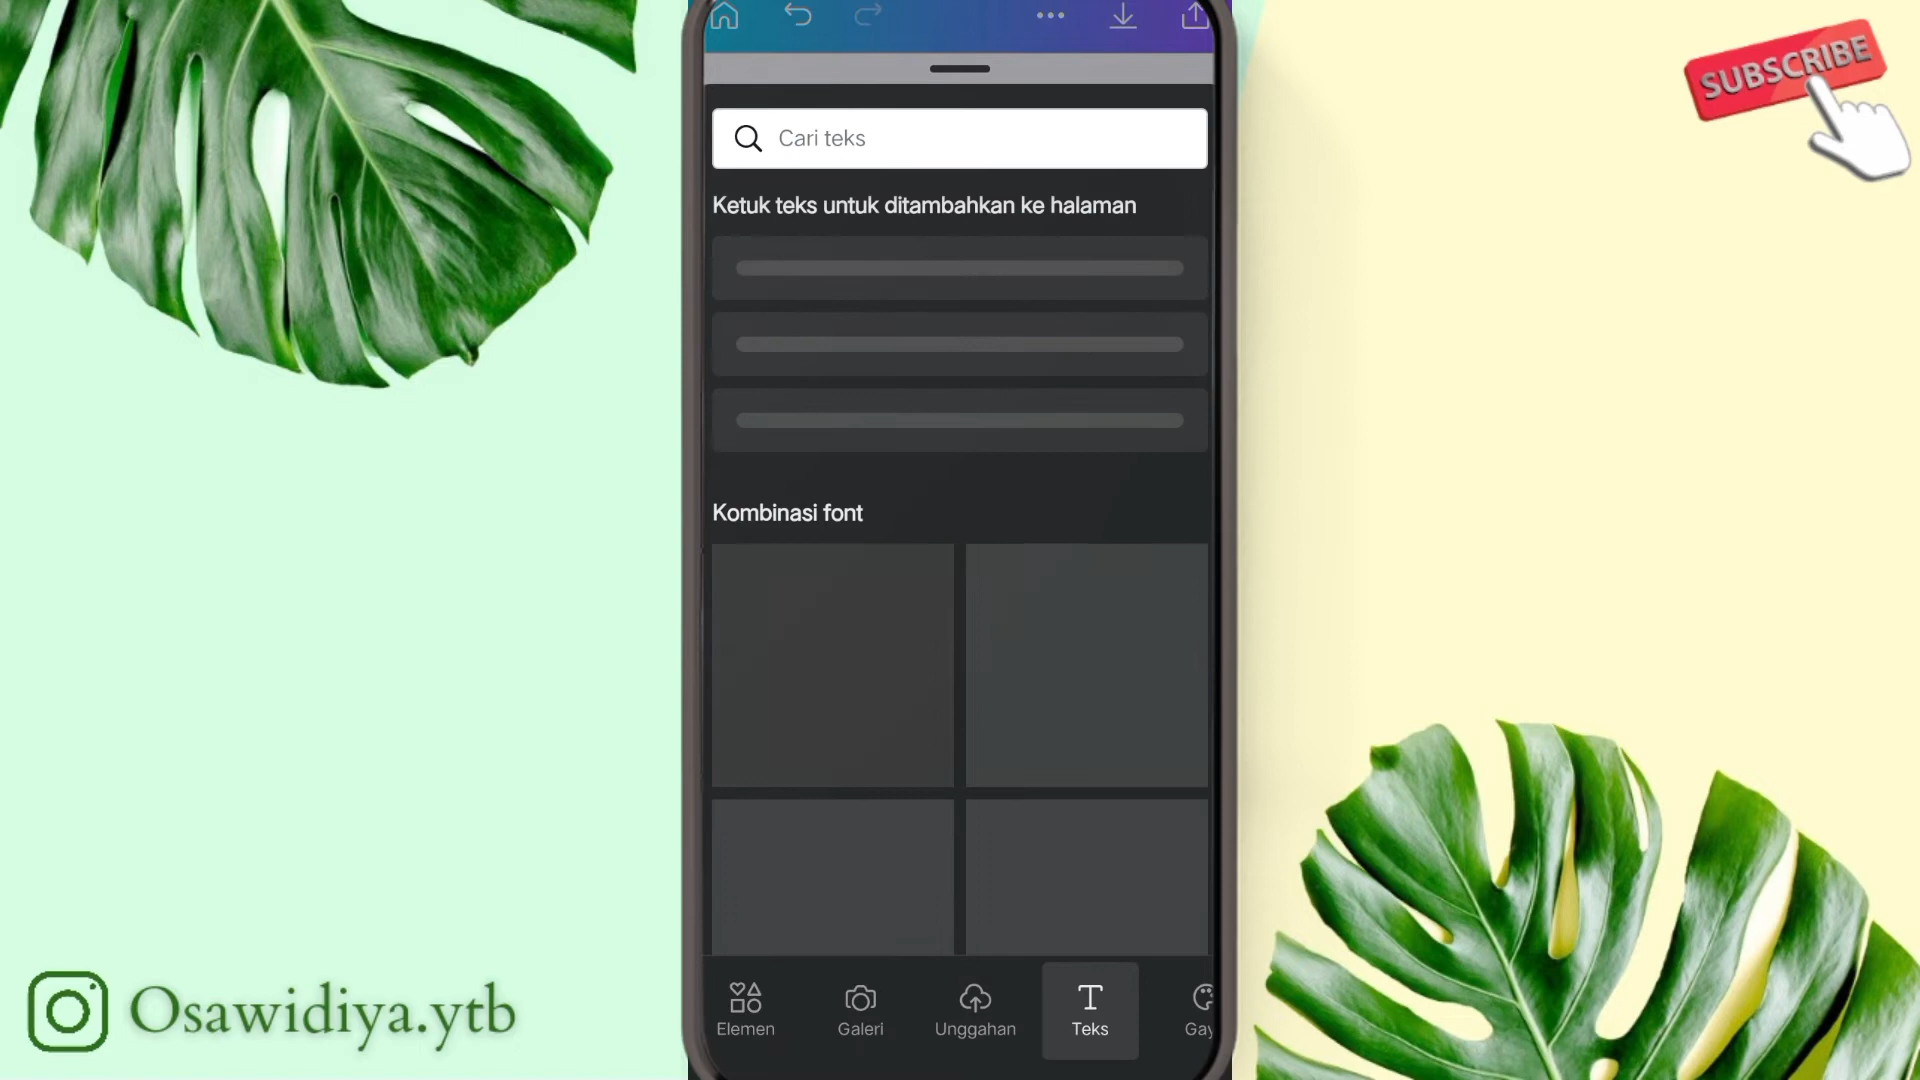 SUBSCRIBE
Cari teks
Ketuk teks untuk ditambahkan ke halaman
Kombinasi font
Elemen
Galeri
Unggahan
Teks
Gay
Osawidiya.ytb